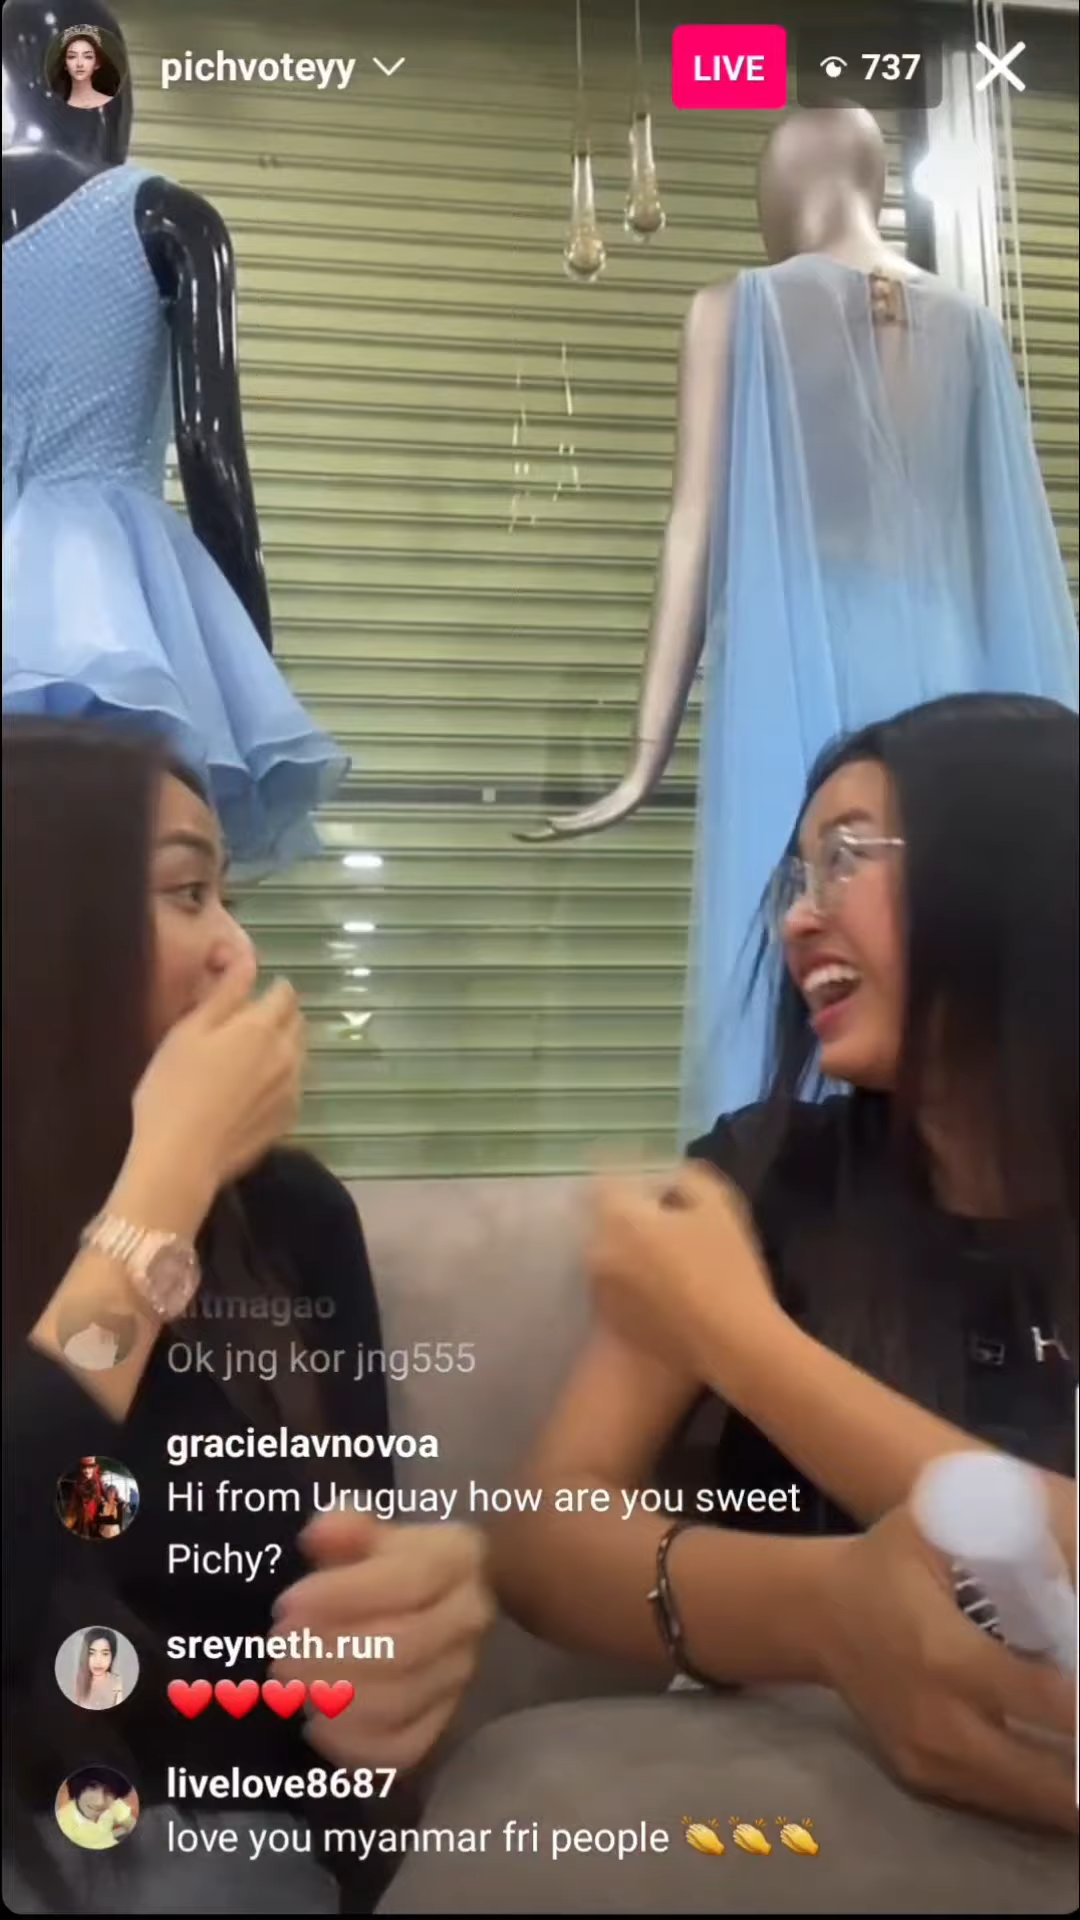 pichvoteyy
LIVE
737
Ok jng kor jng555
gracielavnovoa
Hi from Uruguay how are you sweet
Pichy?
sreyneth.run
❤️❤️❤️❤️
livelove8687
love you myanmar fri people 👏👏👏